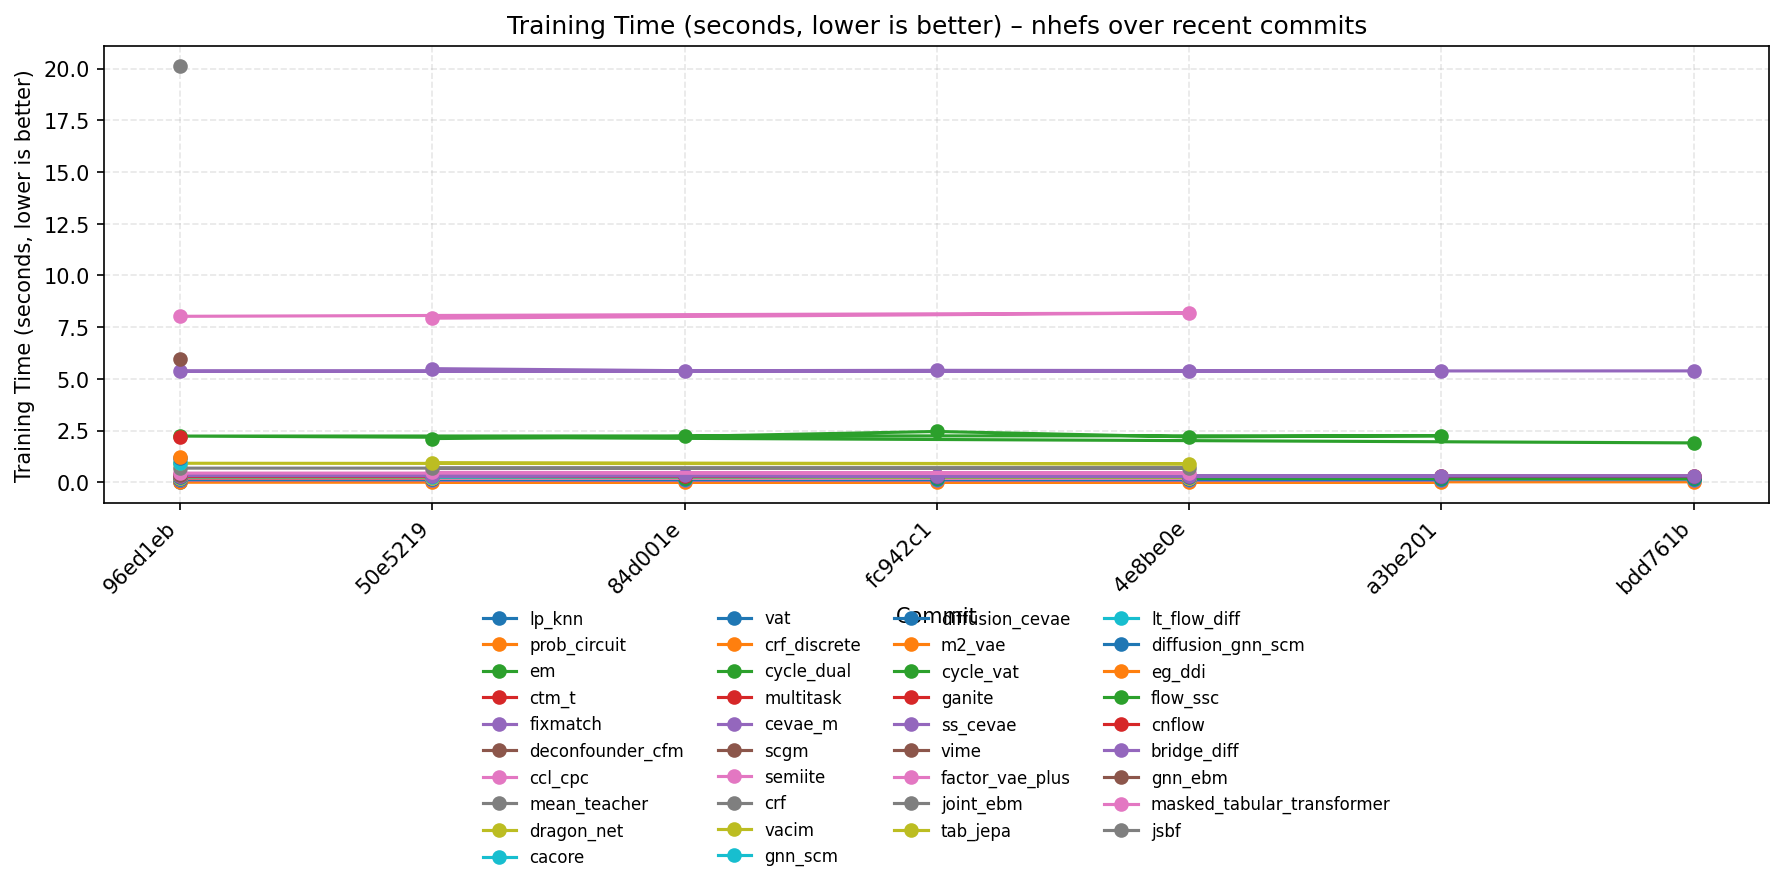 Training Time (seconds, lower is better) – nhefs over recent commits
Training Time (seconds, lower is better)
20.0
17.5
15.0
12.5
10.0
7.5
5.0
2.5
0.0
96ed1eb
50e5219
84d001e
fc942c1
4e8be0e
a3be201
bdd761b
Commit
lp_knn
prob_circuit
em
ctm_t
fixmatch
deconfounder_cfm
ccl_cpc
mean_teacher
dragon_net
cacore
vat
crf_discrete
cycle_dual
multitask
cevae_m
scgm
semiite
crf
vacim
gnn_scm
diffusion_cevae
m2_vae
cycle_vat
ganite
ss_cevae
vime
factor_vae_plus
joint_ebm
tab_jepa
lt_flow_diff
diffusion_gnn_scm
eg_ddi
flow_ssc
cnflow
bridge_diff
gnn_ebm
masked_tabular_transformer
jsbf